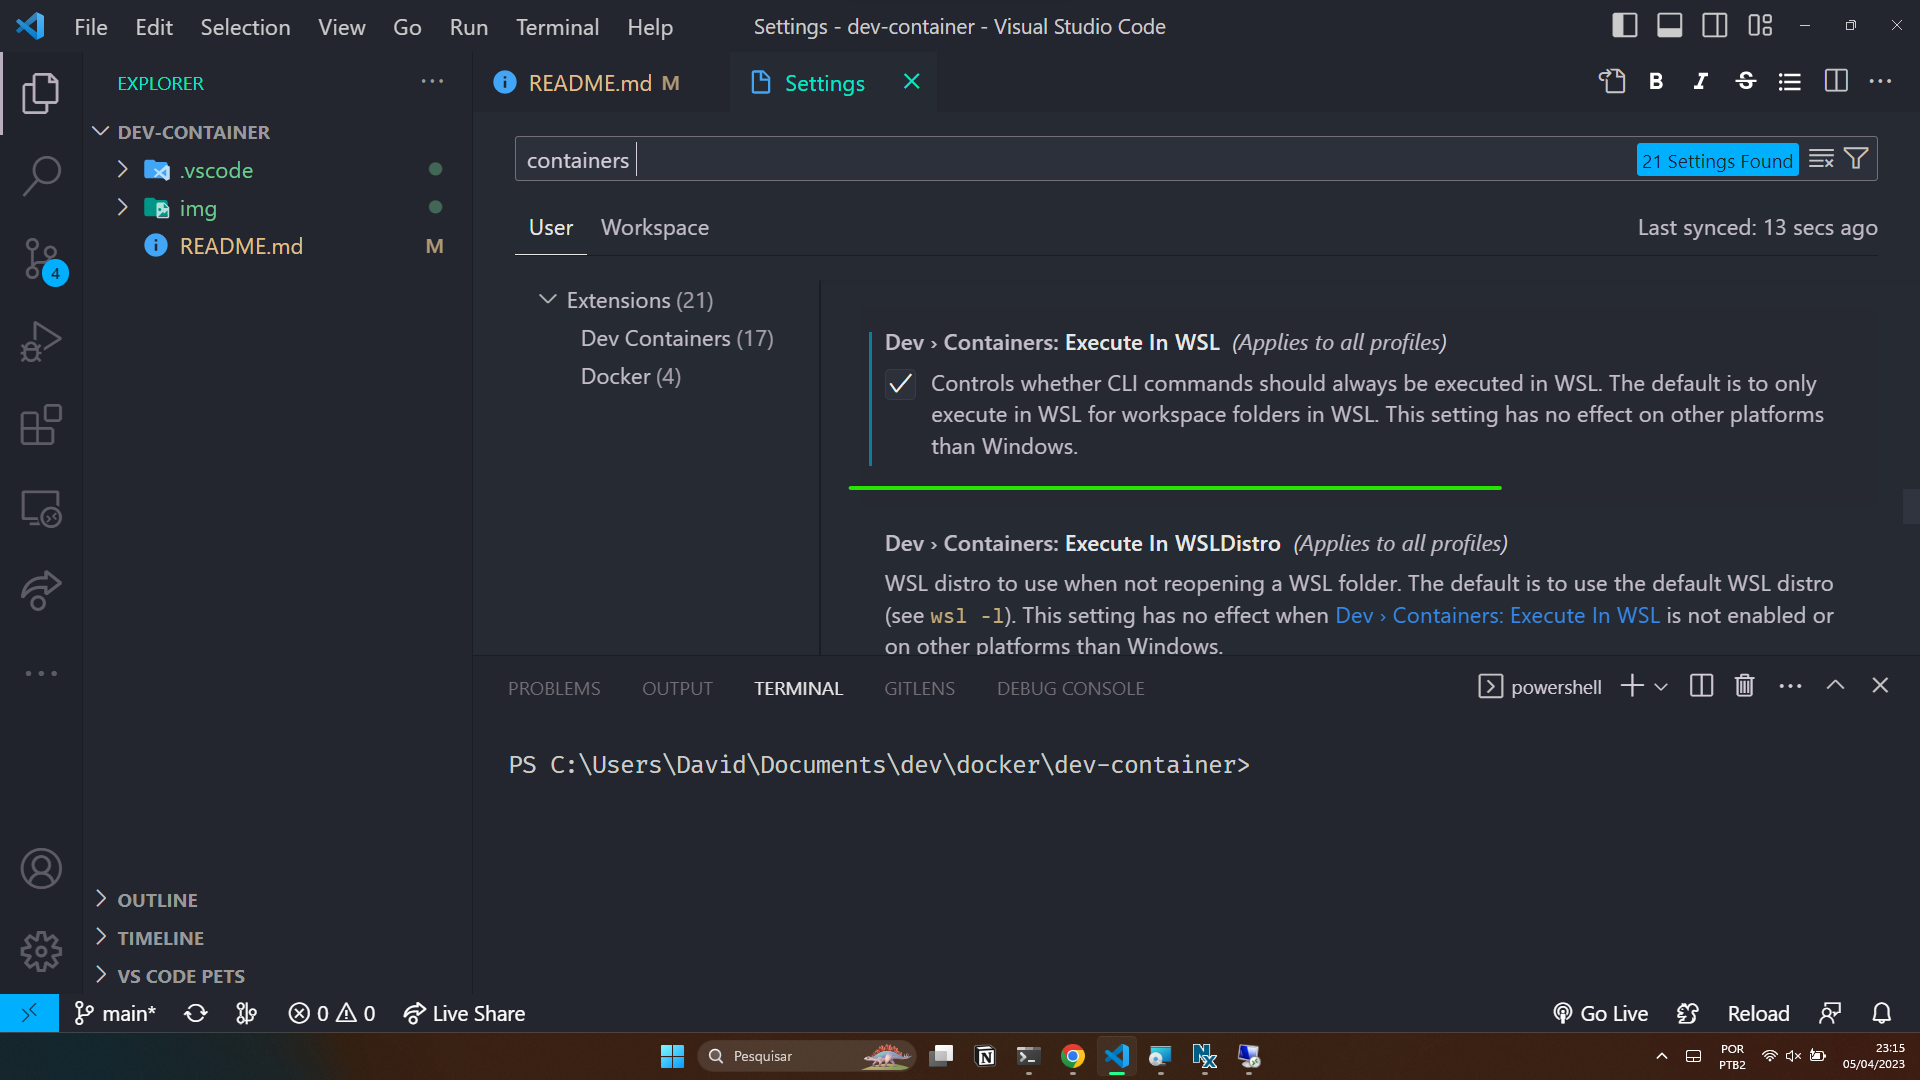 File Edit Selection View Go Run Terminal Help
Settings - dev-container - Visual Studio Code
EXPLORER
README.md M
Settings
DEV-CONTAINER
.vscode
img
README.md M
4
containers
21 Settings Found
User Workspace
Last synced: 13 secs ago
Extensions (21)
Dev Containers (17)
Docker (4)
Dev › Containers: Execute In WSL (Applies to all profiles)
Controls whether CLI commands should always be executed in WSL. The default is to only
execute in WSL for workspace folders in WSL. This setting has no effect on other platforms
than Windows.
Dev › Containers: Execute In WSLDistro (Applies to all profiles)
WSL distro to use when not reopening a WSL folder. The default is to use the default WSL distro
(see wsl -l). This setting has no effect when Dev › Containers: Execute In WSL is not enabled or
on other platforms than Windows.
PROBLEMS OUTPUT TERMINAL GITLENS DEBUG CONSOLE
powershell
PS C:\Users\David\Documents\dev\docker\dev-container>
OUTLINE
TIMELINE
VS CODE PETS
main* 0 0 Live Share
Go Live Reload
Pesquisar
POR
PTB2
23:15
05/04/2023